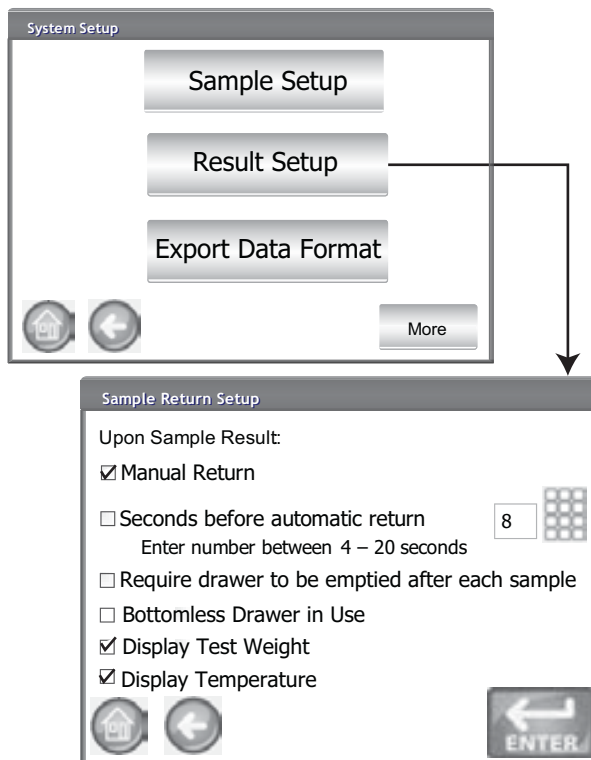 System Setup
Sample Setup
Result Setup
Export Data Format
More
Sample Return Setup
Upon Sample Result:
Manual Return
Seconds before automatic return 8
Enter number between 4 – 20 seconds
Require drawer to be emptied after each sample
Bottomless Drawer in Use
Display Test Weight
Display Temperature
ENTER